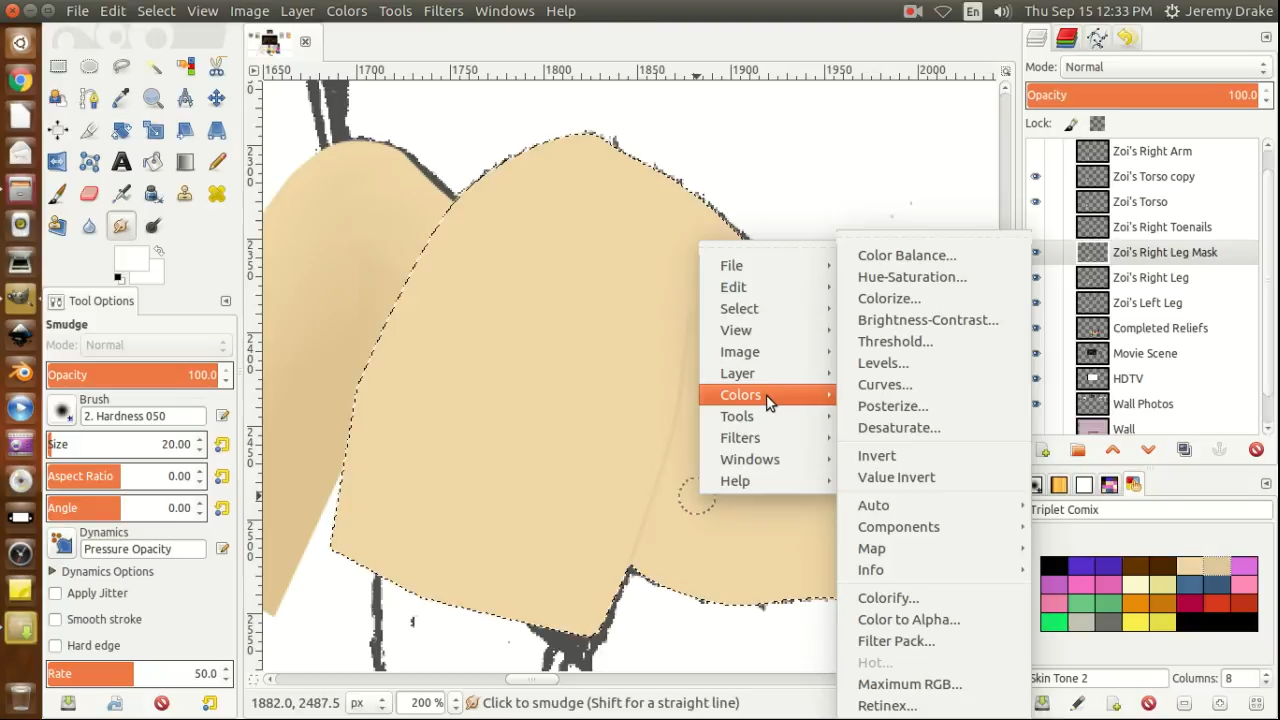 File Edit Select View Image Layer Colors Tools Filters Windows Help En Thu Sep 15 12:33 PM Jeremy Drake
1650 1700 1750 1800 1850 1900 1950 2000
Mode: Normal
Opacity 100.0
Lock:
Zoi's Right Arm
Zoi's Torso copy
Zoi's Torso
Zoi's Right Toenails
Zoi's Right Leg Mask
Zoi's Right Leg
Zoi's Left Leg
Completed Reliefs
Movie Scene
HDTV
Wall Photos
Wall
Triplet Comix
Skin Tone 2 Columns: 8
Tool Options
Smudge
Mode: Normal
Opacity 100.0
Brush
2. Hardness 050
Size 20.00
Aspect Ratio 0.00
Angle 0.00
Dynamics
Pressure Opacity
Dynamics Options
Apply Jitter
Smooth stroke
Hard edge
Rate 50.0
File
Edit
Select
View
Image
Layer
Colors
Tools
Filters
Windows
Help
Color Balance...
Hue-Saturation...
Colorize...
Brightness-Contrast...
Threshold...
Levels...
Curves...
Posterize...
Desaturate...
Invert
Value Invert
Auto
Components
Map
Info
Colorify...
Color to Alpha...
Filter Pack...
Hot...
Maximum RGB...
Retinex...
1882.0, 2487.5 px 200 % Click to smudge (Shift for a straight line)